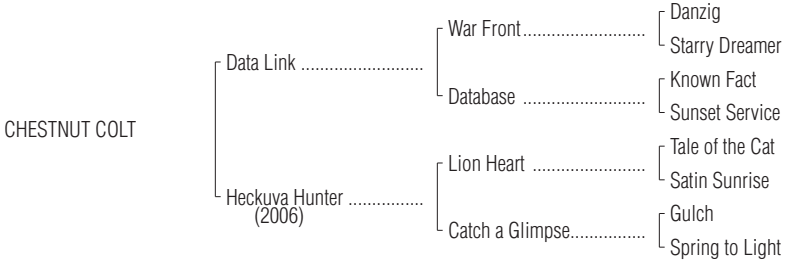 Danzig
War Front..........................
Starry Dreamer
Data Link ..........................
Known Fact
Database ..........................
Sunset Service
CHESTNUT COLT
Tale of the Cat
Lion Heart ........................
Satin Sunrise
Heckuva Hunter ................
(2006)
Gulch
Catch a Glimpse................
Spring to Light